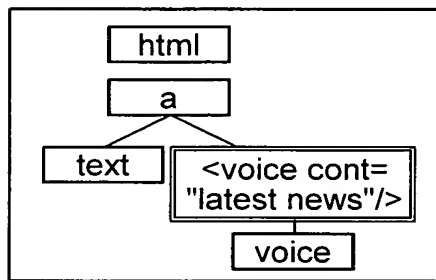 html
a
text
<voice cont=
"latest news"/>
voice